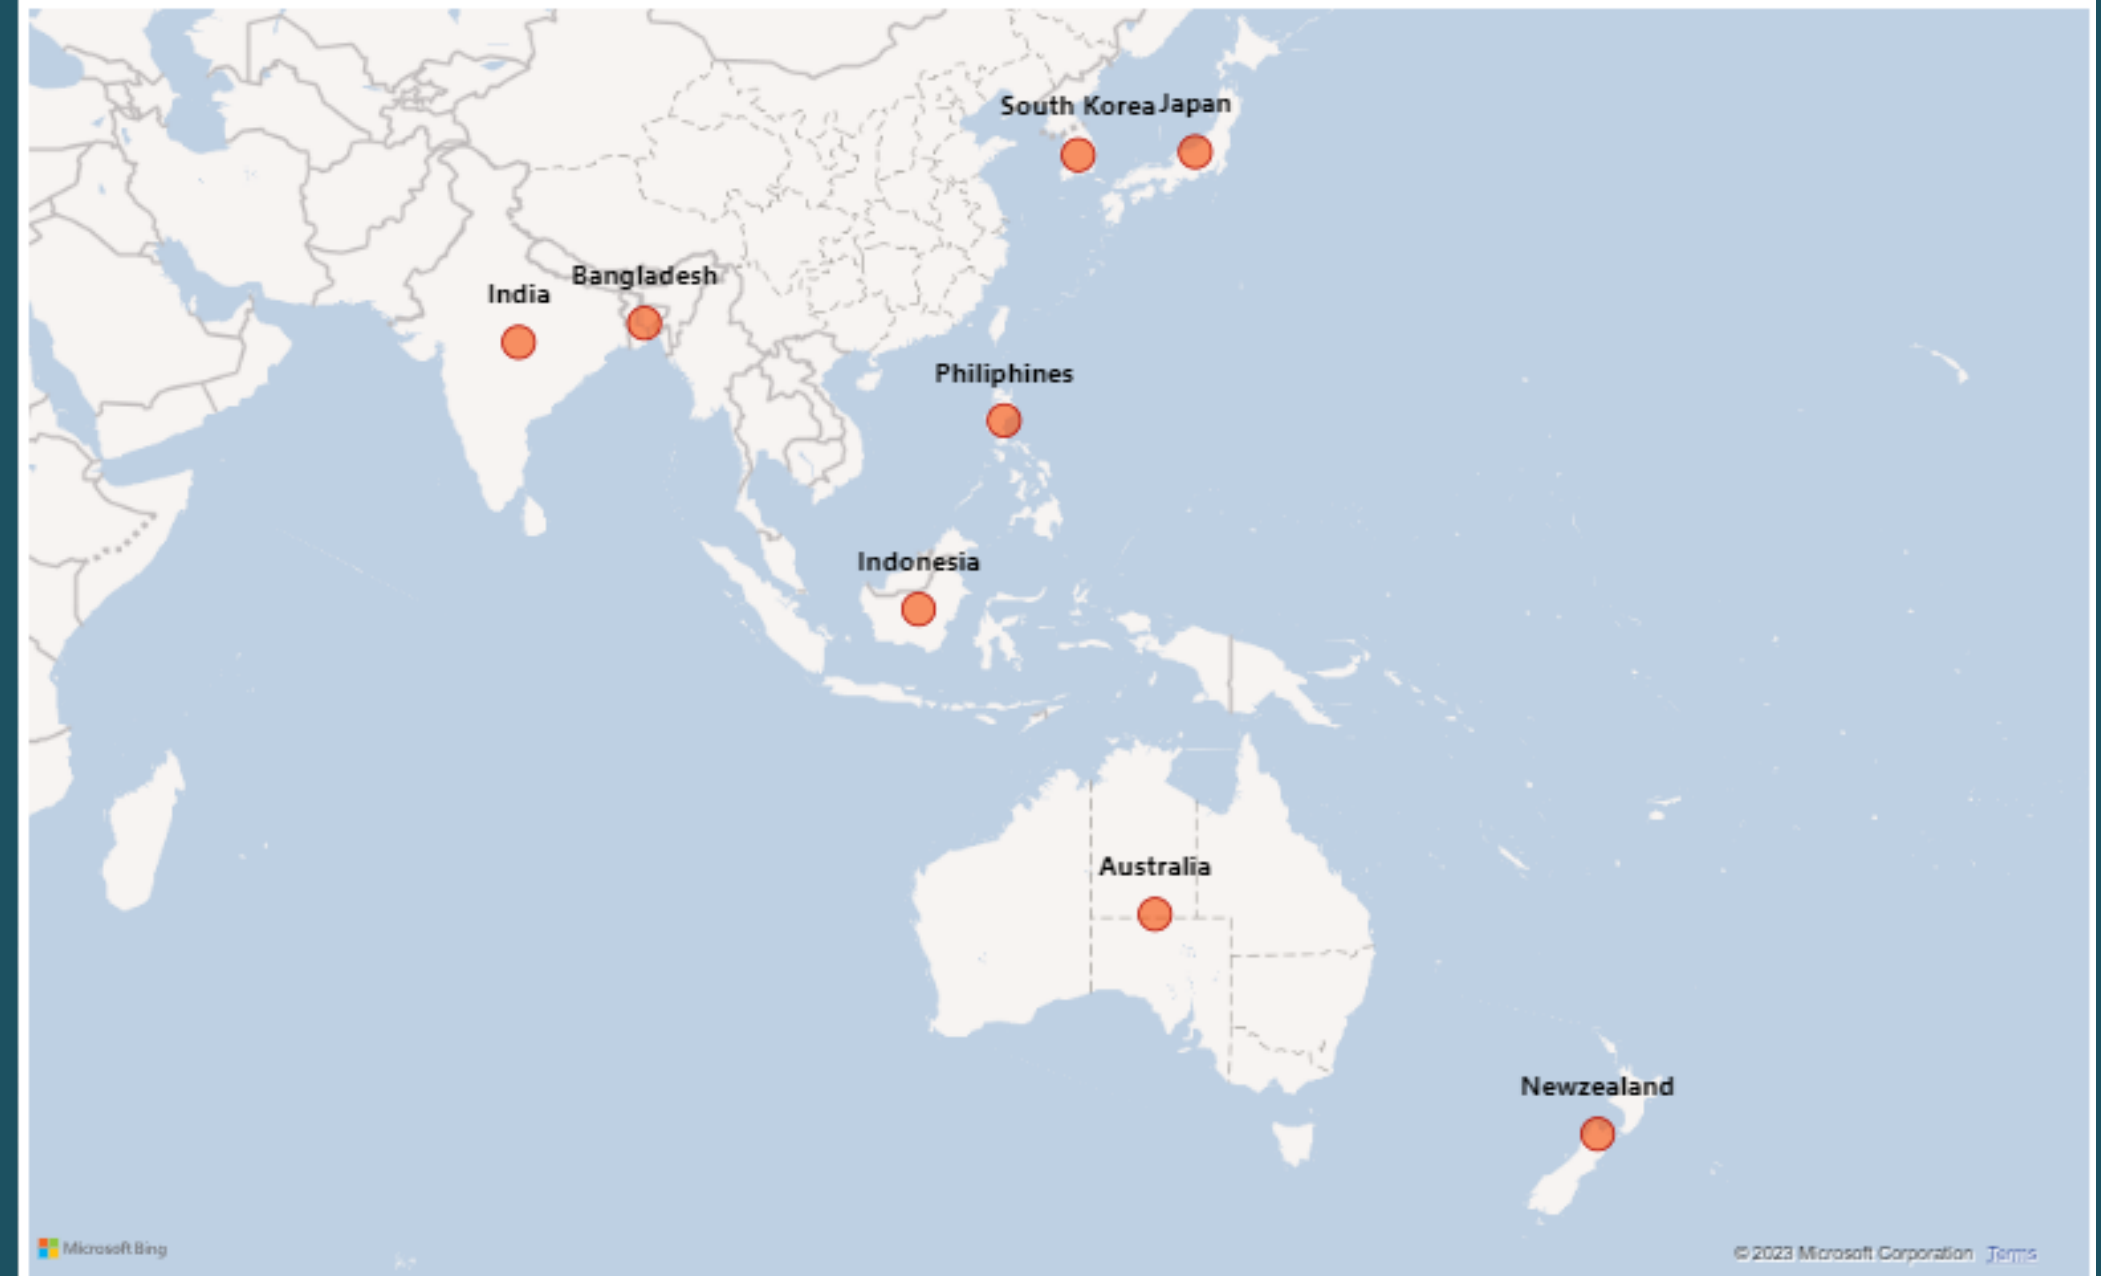 South Korea
Japan
Bangladesh
India
Philiphines
Indonesia
Australia
Newzealand
Microsoft Bing
© 2023 Microsoft Corporation Terms